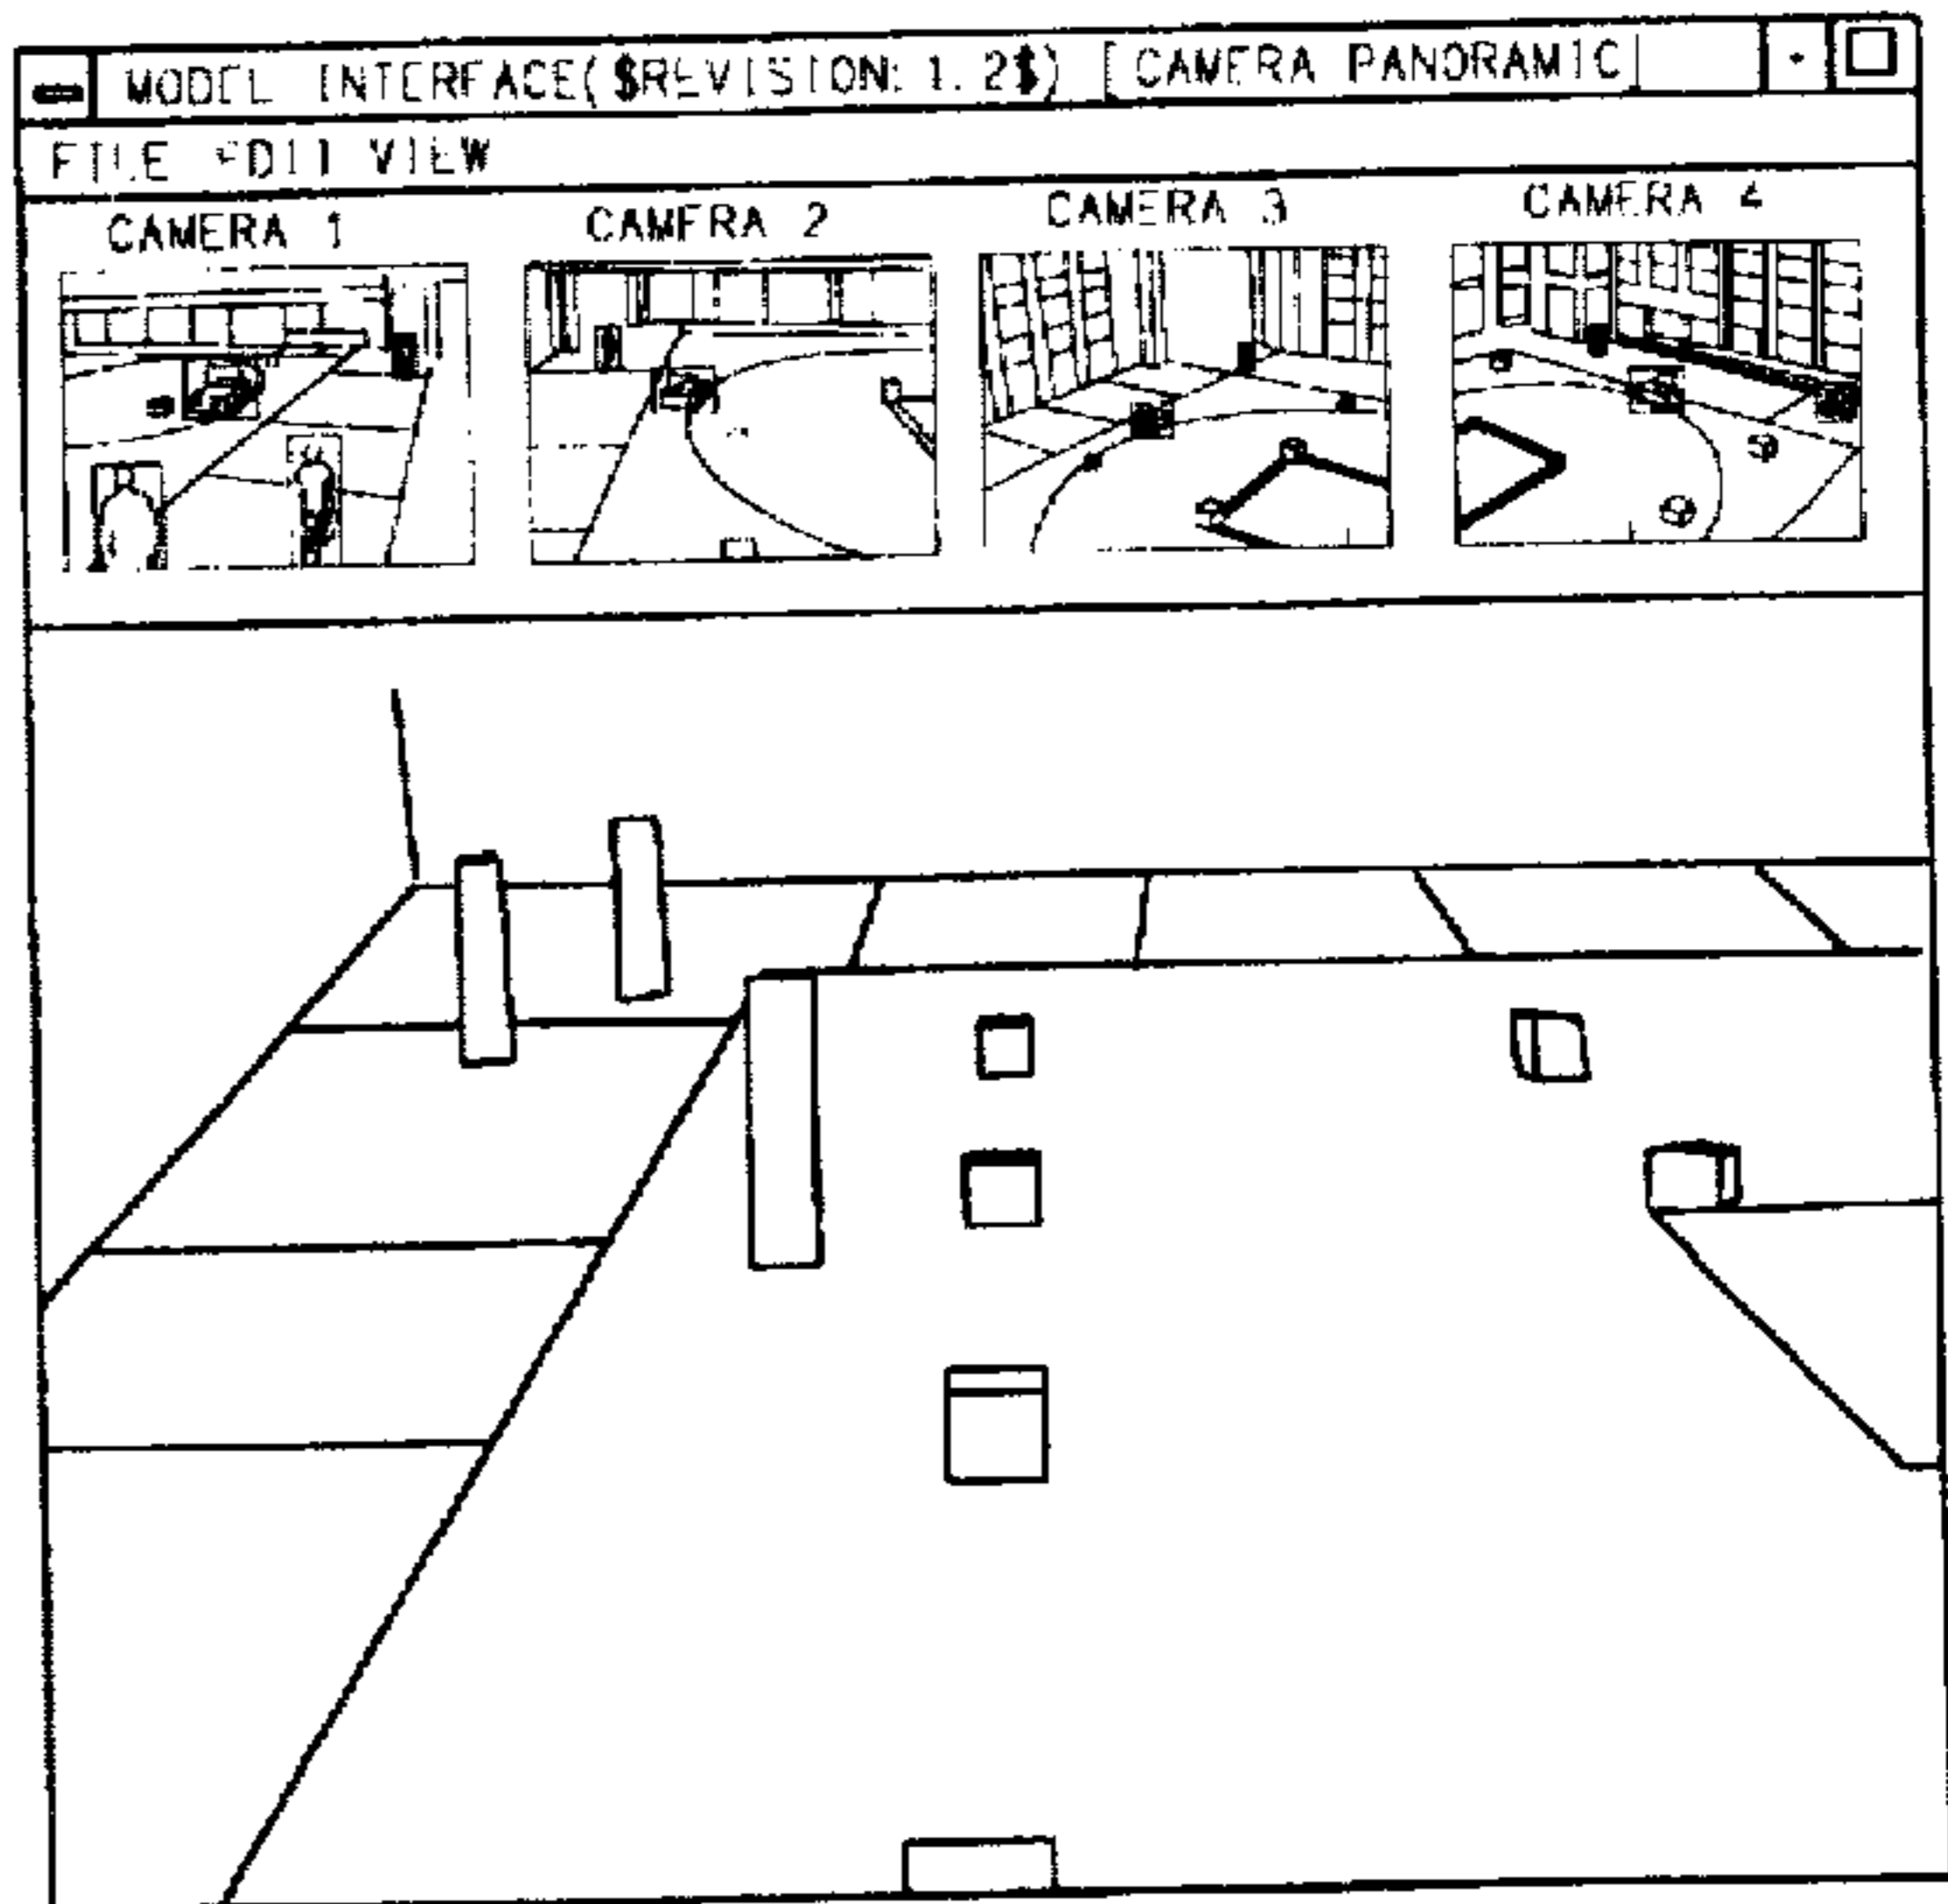 MODEL INTERFACE($REVISION: 1.2$) [CAMERA PANORAMIC]
FILE EDIT VIEW
CAMERA 1 CAMERA 2 CAMERA 3 CAMERA 4